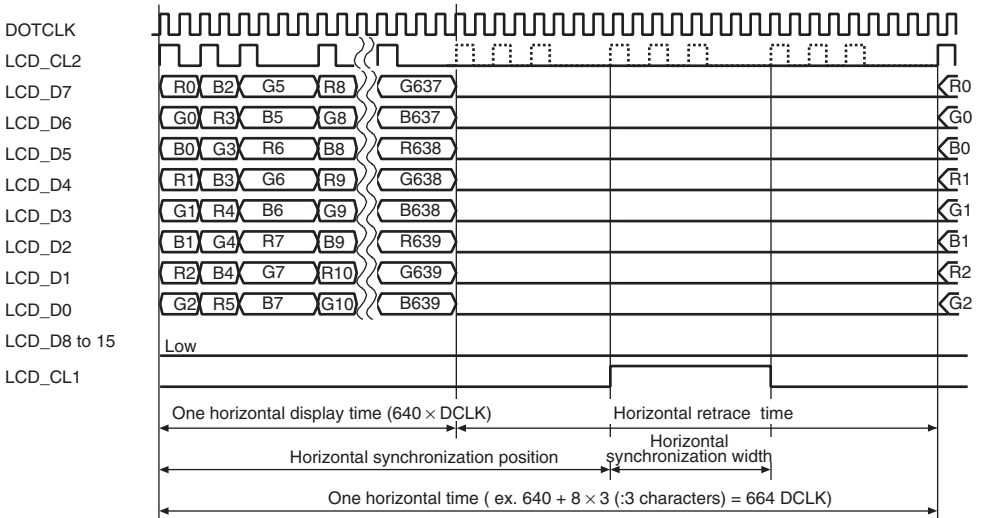 DOTCLK
LCD_CL2
LCD_D7 R0 B2 G5 R8 G637 R0
LCD_D6 G0 R3 B5 G8 B637 G0
LCD_D5 B0 G3 R6 B8 R638 B0
LCD_D4 R1 B3 G6 R9 G638 R1
LCD_D3 G1 R4 B6 G9 B638 G1
LCD_D2 B1 G4 R7 B9 R639 B1
LCD_D1 R2 B4 G7 R10 G639 R2
LCD_D0 G2 R5 B7 G10 B639 G2
LCD_D8 to 15 Low
LCD_CL1
One horizontal display time (640 × DCLK) Horizontal retrace time
Horizontal synchronization position Horizontal
synchronization width
One horizontal time ( ex. 640 + 8 × 3 (:3 characters) = 664 DCLK)